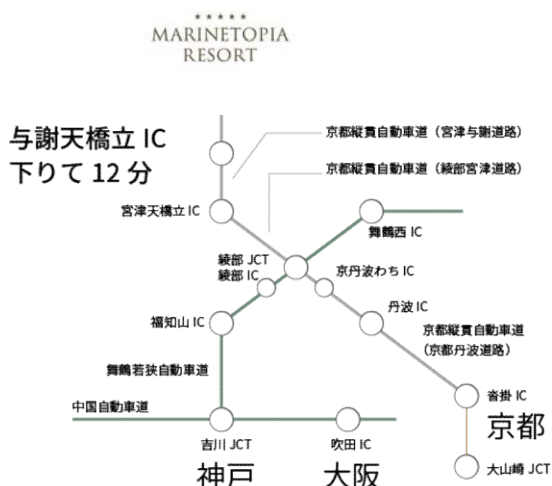 ★★★★★
MARINETOPIA
RESORT
与謝天橋立 IC
下りて 12 分
京都縦貫自動車道（宮津与謝道路）
京都縦貫自動車道（綾部宮津道路）
宮津天橋立 IC
舞鶴西 IC
綾部 JCT
綾部 IC
京丹波わち IC
丹波 IC
福知山 IC
京都縦貫自動車道
（京都丹波道路）
舞鶴若狭自動車道
沓掛 IC
中国自動車道
京都
吉川 JCT
吹田 IC
神戸
大阪
大山崎 JCT